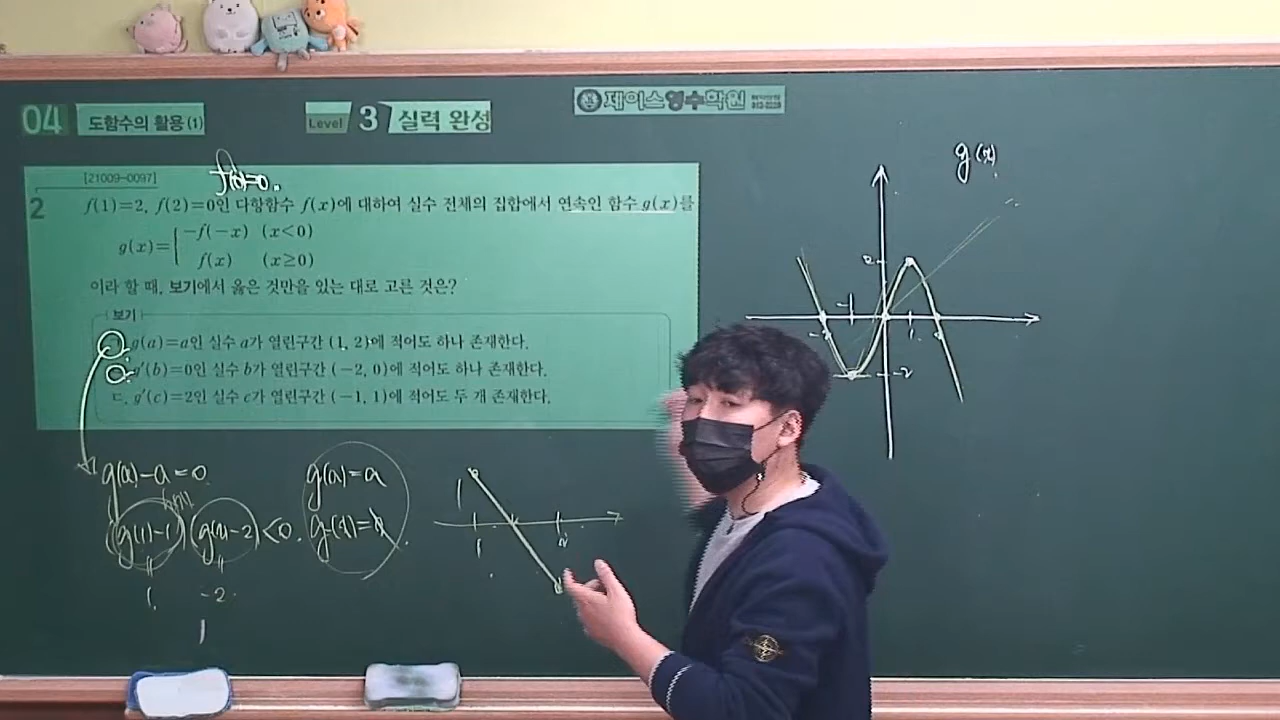 04 도함수의 활용(1)
Level 3 실력 완성
제이스영수학원
[21009-0097]
f(0)=0.
2
f(1)=2, f(2)=0인 다항함수 f(x)에 대하여 실수 전체의 집합에서 연속인 함수 g(x)를
g(x)={ -f(-x) (x<0)
f(x) (x≥0)
이라 할 때, 보기에서 옳은 것만을 있는 대로 고른 것은?
보기
g(a)=a인 실수 a가 열린구간 (1, 2)에 적어도 하나 존재한다.
g′(b)=0인 실수 b가 열린구간 (-2, 0)에 적어도 하나 존재한다.
ㄷ. g′(c)=2인 실수 c가 열린구간 (-1, 1)에 적어도 두 개 존재한다.
g(a)-a=0.
(g(1)-1)(g(2)-2)<0.
" "
1. -2
1
g(a)=a
1
1 2
g(x)
2
-2 -1 1 2
-2